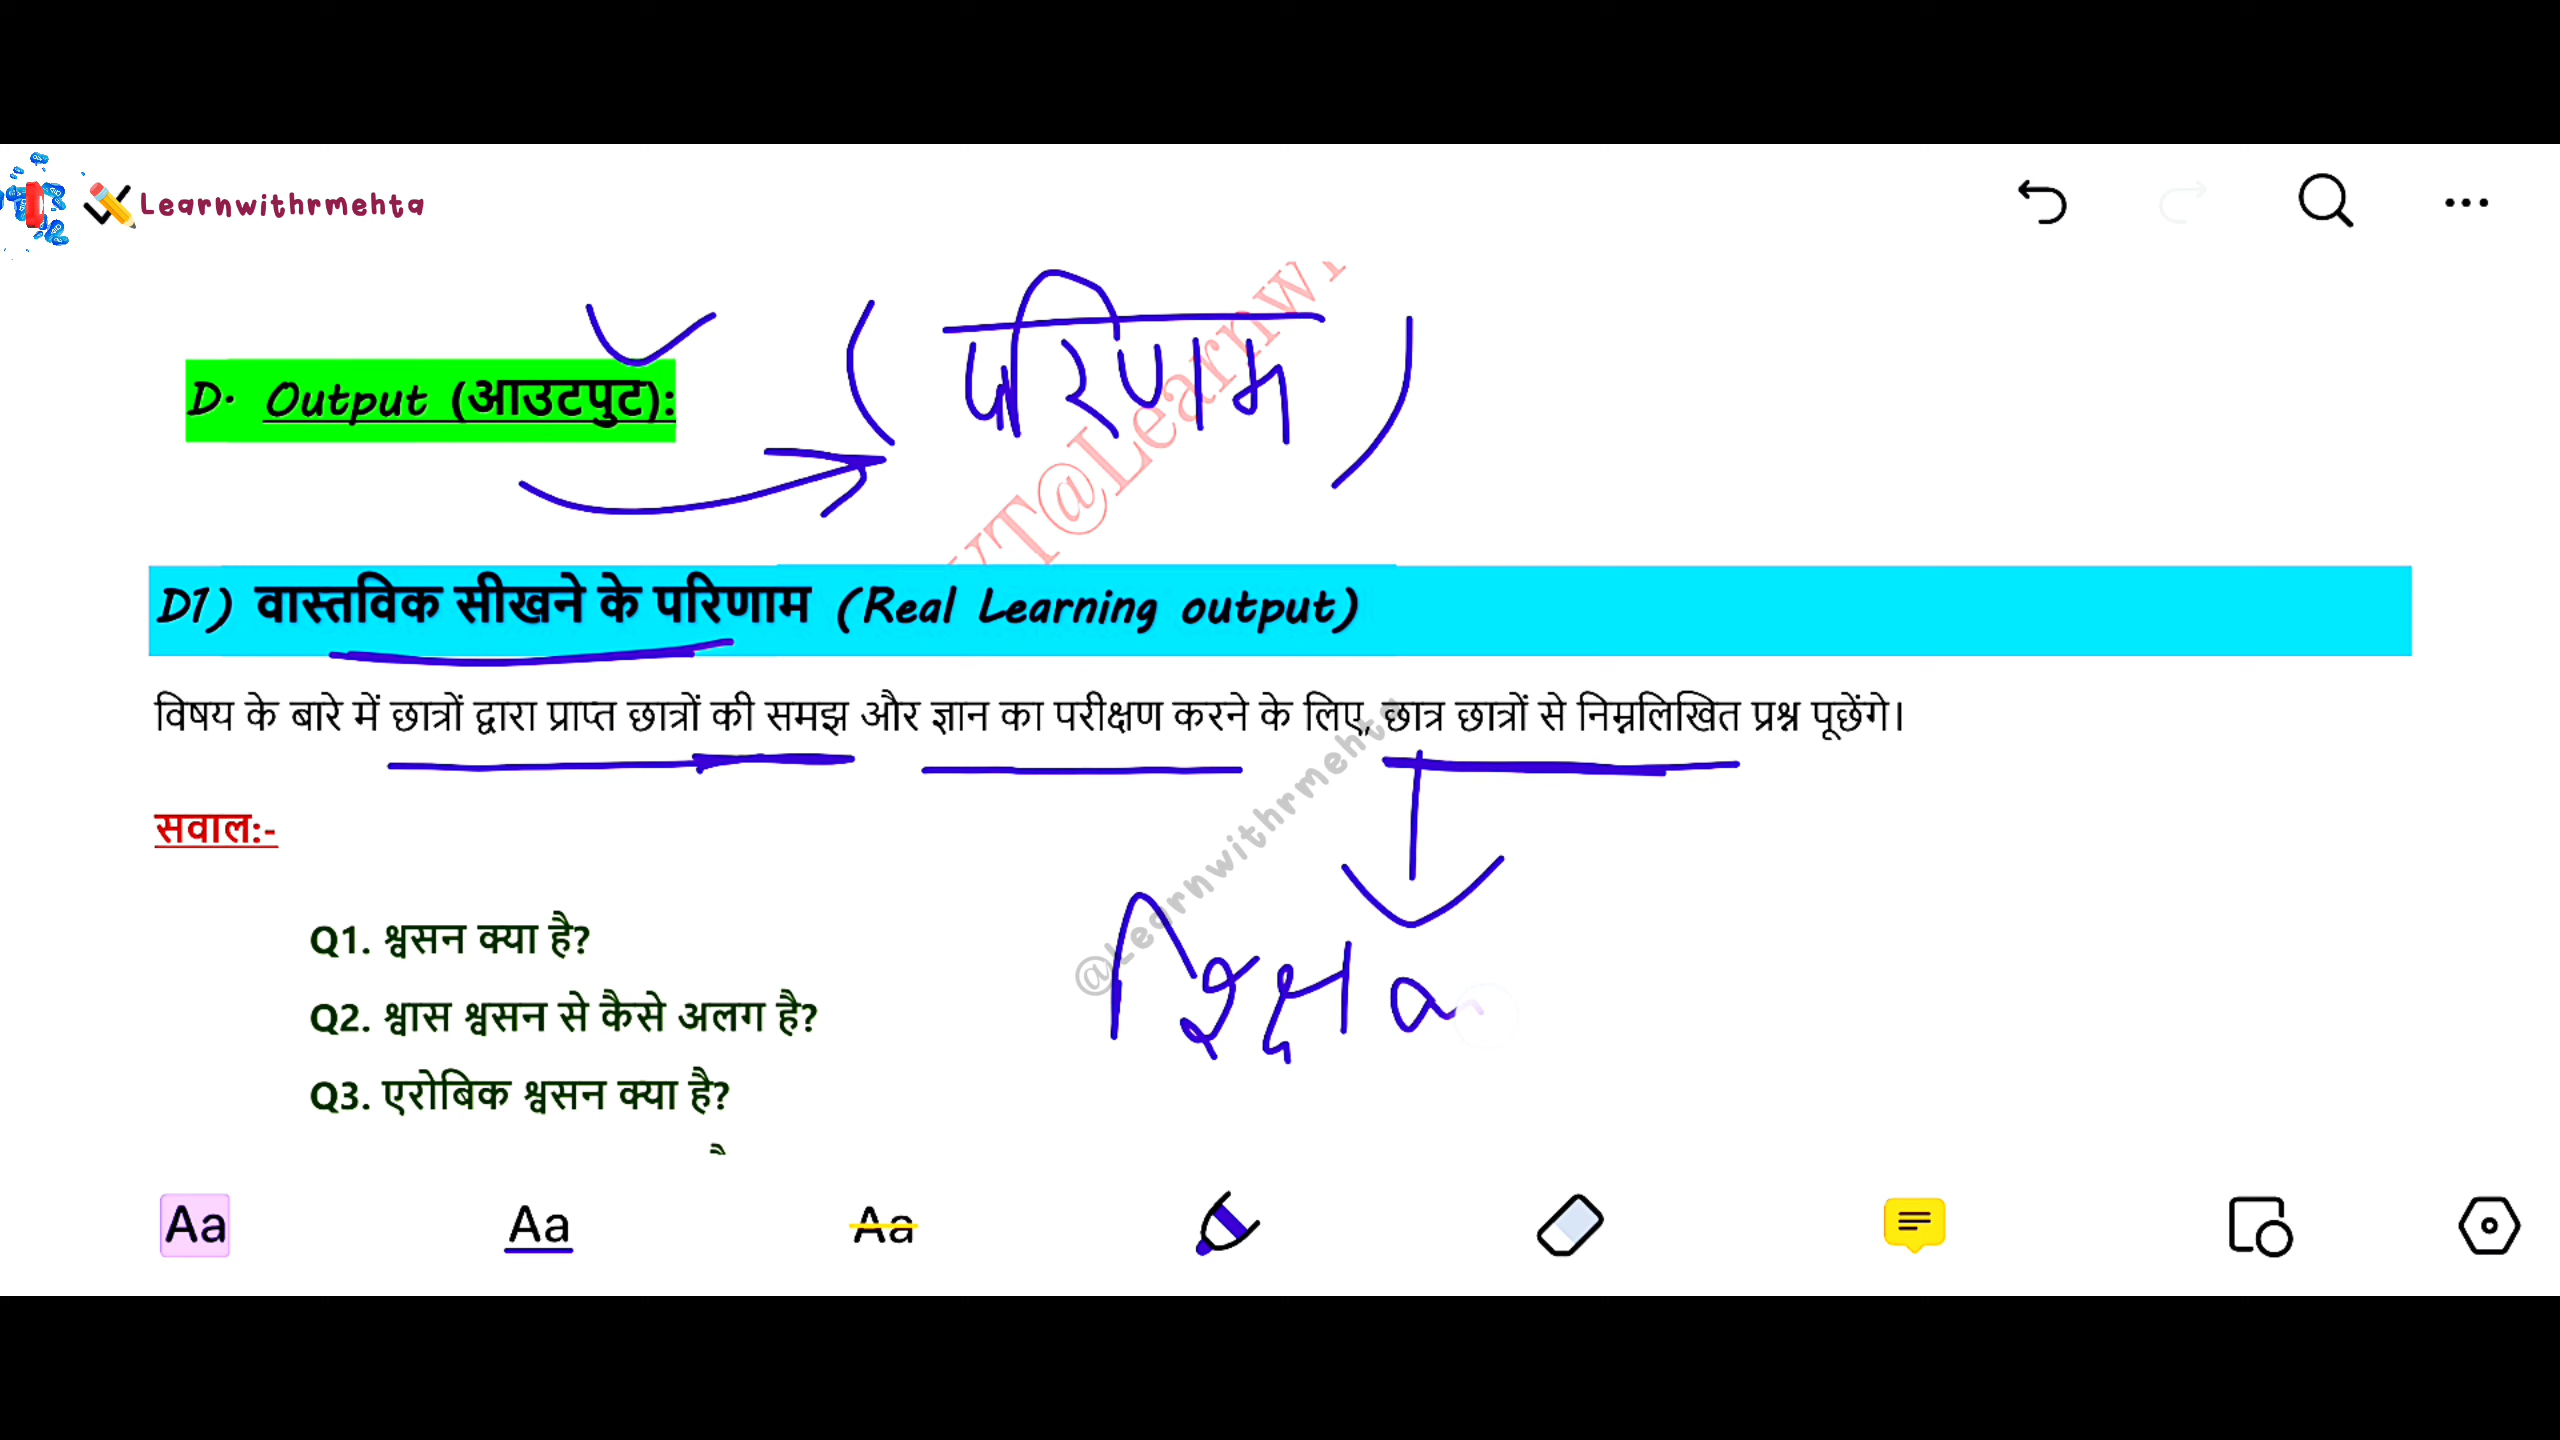 Learnwithrmehta
D. Output (आउटपुट):
(परिणाम)
D1) वास्तविक सीखने के परिणाम (Real Learning output)
विषय के बारे में छात्रों द्वारा प्राप्त छात्रों की समझ और ज्ञान का परीक्षण करने के लिए, छात्र छात्रों से निम्नलिखित प्रश्न पूछेंगे।
@Learnwithrmehta
सवाल:-
Q1. श्वसन क्या है?
Q2. श्वास श्वसन से कैसे अलग है?
Q3. एरोबिक श्वसन क्या है?
Aa Aa Aa